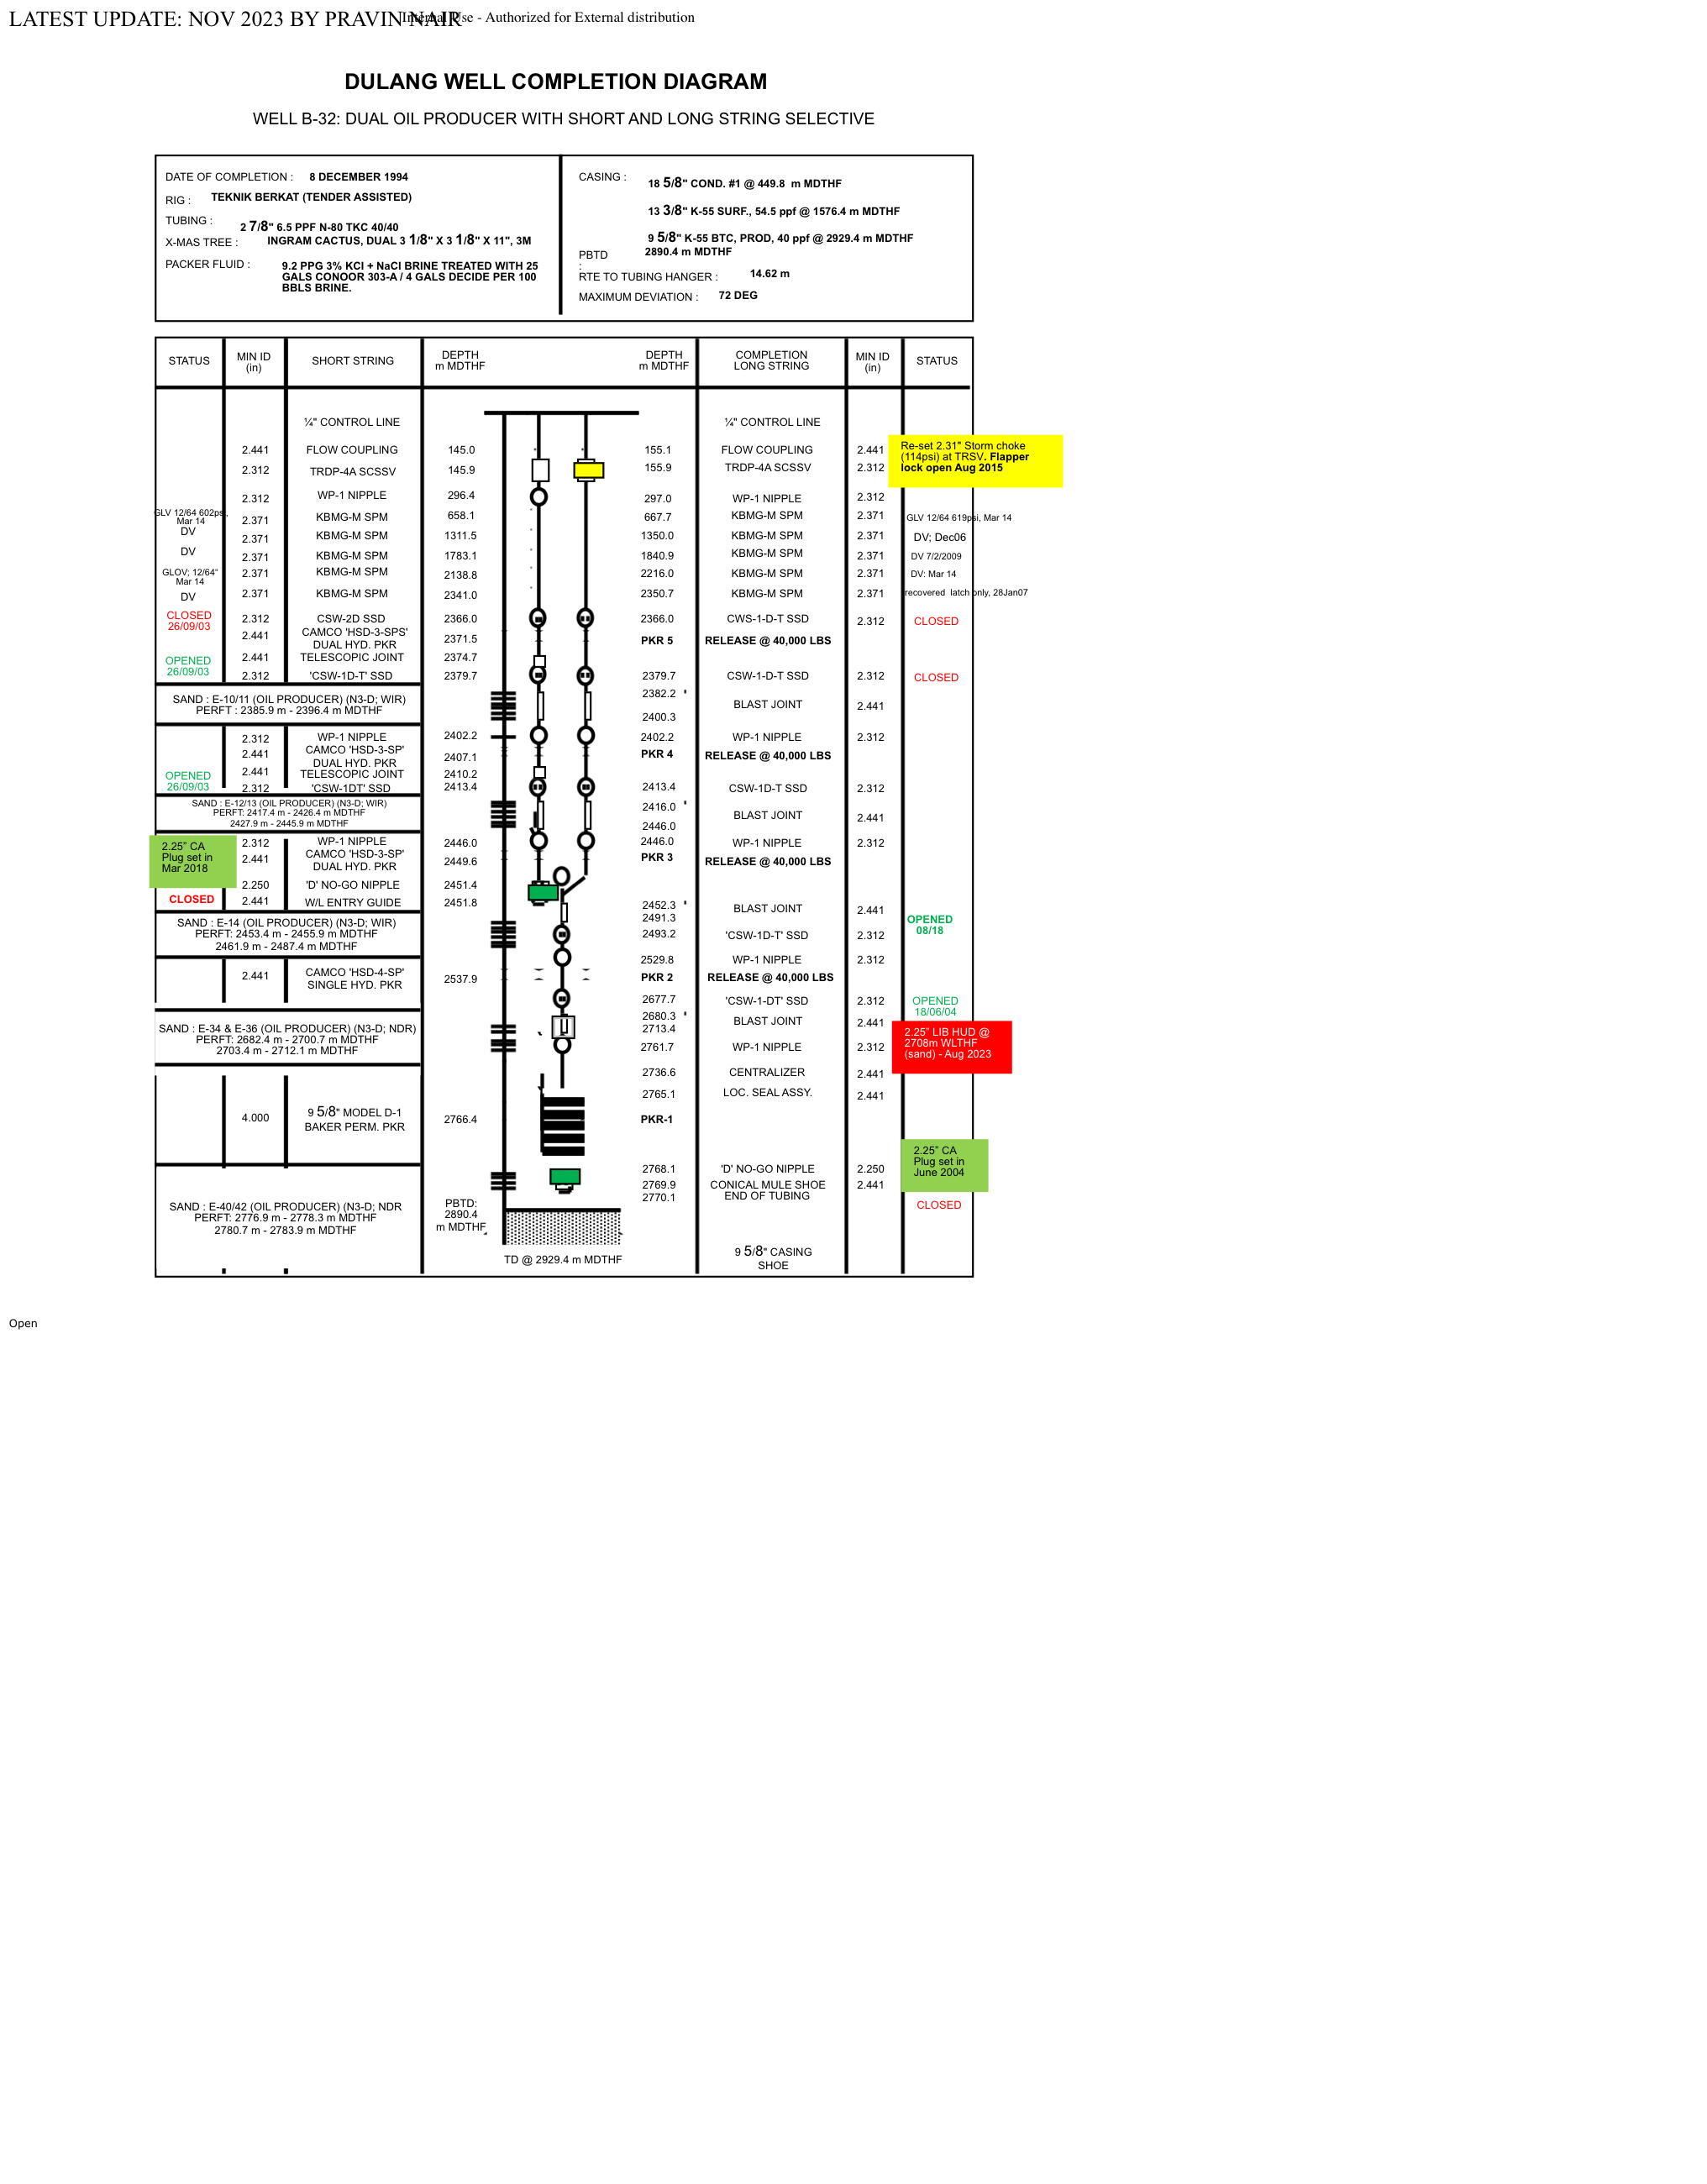 LATEST UPDATE: NOV 2023 BY PRAVIN NAIR
Internal Use - Authorized for External distribution
DULANG WELL COMPLETION DIAGRAM
WELL B-32: DUAL OIL PRODUCER WITH SHORT AND LONG STRING SELECTIVE
DATE OF COMPLETION : 8 DECEMBER 1994
RIG : TEKNIK BERKAT (TENDER ASSISTED)
TUBING : 2 7/8" 6.5 PPF N-80 TKC 40/40
X-MAS TREE : INGRAM CACTUS, DUAL 3 1/8" X 3 1/8" X 11", 3M
PACKER FLUID : 9.2 PPG 3% KCl + NaCl BRINE TREATED WITH 25
GALS CONOOR 303-A / 4 GALS DECIDE PER 100
BBLS BRINE.
CASING : 18 5/8" COND. #1 @ 449.8 m MDTHF
13 3/8" K-55 SURF., 54.5 ppf @ 1576.4 m MDTHF
9 5/8" K-55 BTC, PROD, 40 ppf @ 2929.4 m MDTHF
PBTD : 2890.4 m MDTHF
RTE TO TUBING HANGER : 14.62 m
MAXIMUM DEVIATION : 72 DEG
STATUS MIN ID (in) SHORT STRING DEPTH m MDTHF DEPTH m MDTHF COMPLETION LONG STRING MIN ID (in) STATUS
¼" CONTROL LINE ¼" CONTROL LINE
2.441 FLOW COUPLING 145.0 155.1 FLOW COUPLING 2.441
2.312 TRDP-4A SCSSV 145.9 155.9 TRDP-4A SCSSV 2.312
Re-set 2.31" Storm choke
(114psi) at TRSV. Flapper
lock open Aug 2015
2.312 WP-1 NIPPLE 296.4 297.0 WP-1 NIPPLE 2.312
GLV 12/64 602psi,
Mar 14
2.371 KBMG-M SPM 658.1 667.7 KBMG-M SPM 2.371 GLV 12/64 619psi, Mar 14
DV 2.371 KBMG-M SPM 1311.5 1350.0 KBMG-M SPM 2.371 DV; Dec06
DV 2.371 KBMG-M SPM 1783.1 1840.9 KBMG-M SPM 2.371 DV 7/2/2009
GLOV; 12/64"
Mar 14
2.371 KBMG-M SPM 2138.8 2216.0 KBMG-M SPM 2.371 DV: Mar 14
DV 2.371 KBMG-M SPM 2341.0 2350.7 KBMG-M SPM 2.371 recovered latch only, 28Jan07
CLOSED
26/09/03
2.312 CSW-2D SSD 2366.0 2366.0 CWS-1-D-T SSD 2.312 CLOSED
2.441 CAMCO 'HSD-3-SPS'
DUAL HYD. PKR 2371.5 PKR 5 RELEASE @ 40,000 LBS
2.441 TELESCOPIC JOINT 2374.7
OPENED
26/09/03
2.312 'CSW-1D-T' SSD 2379.7 2379.7 CSW-1-D-T SSD 2.312 CLOSED
SAND : E-10/11 (OIL PRODUCER) (N3-D; WIR)
PERFT : 2385.9 m - 2396.4 m MDTHF
2382.2
2400.3
BLAST JOINT 2.441
2.312 WP-1 NIPPLE 2402.2 2402.2 WP-1 NIPPLE 2.312
2.441 CAMCO 'HSD-3-SP'
DUAL HYD. PKR 2407.1 PKR 4 RELEASE @ 40,000 LBS
2.441 TELESCOPIC JOINT 2410.2
OPENED
26/09/03
2.312 'CSW-1DT' SSD 2413.4 2413.4 CSW-1-D-T SSD 2.312
SAND : E-12/13 (OIL PRODUCER) (N3-D; WIR)
PERFT: 2417.4 m - 2426.4 m MDTHF
2427.9 m - 2445.9 m MDTHF
2416.0
2446.0
BLAST JOINT 2.441
2.25" CA
Plug set in
Mar 2018
2.312 WP-1 NIPPLE 2446.0 2446.0 WP-1 NIPPLE 2.312
2.441 CAMCO 'HSD-3-SP'
DUAL HYD. PKR 2449.6 PKR 3 RELEASE @ 40,000 LBS
2.250 'D' NO-GO NIPPLE 2451.4
CLOSED 2.441 W/L ENTRY GUIDE 2451.8
2452.3
2491.3
BLAST JOINT 2.441
SAND : E-14 (OIL PRODUCER) (N3-D; WIR)
PERFT: 2453.4 m - 2455.9 m MDTHF
2461.9 m - 2487.4 m MDTHF
OPENED
08/18
2493.2 'CSW-1D-T' SSD 2.312
2529.8 WP-1 NIPPLE 2.312
2.441 CAMCO 'HSD-4-SP'
SINGLE HYD. PKR 2537.9 PKR 2 RELEASE @ 40,000 LBS
2677.7 'CSW-1-DT' SSD 2.312 OPENED
18/06/04
SAND : E-34 & E-36 (OIL PRODUCER) (N3-D; NDR)
PERFT: 2682.4 m - 2700.7 m MDTHF
2703.4 m - 2712.1 m MDTHF
2680.3
2713.4
BLAST JOINT 2.441
2.25" LIB HUD @
2708m WLTHF
(sand) - Aug 2023
2761.7 WP-1 NIPPLE 2.312
2736.6 CENTRALIZER 2.441
2765.1 LOC. SEAL ASSY. 2.441
4.000 9 5/8" MODEL D-1
BAKER PERM. PKR 2766.4 PKR-1
2.25" CA
Plug set in
June 2004
2768.1 'D' NO-GO NIPPLE 2.250
2769.9 CONICAL MULE SHOE 2.441
2770.1 END OF TUBING
CLOSED
SAND : E-40/42 (OIL PRODUCER) (N3-D; NDR
PERFT: 2776.9 m - 2778.3 m MDTHF
2780.7 m - 2783.9 m MDTHF
PBTD:
2890.4
m MDTHF
TD @ 2929.4 m MDTHF
9 5/8" CASING
SHOE
Open